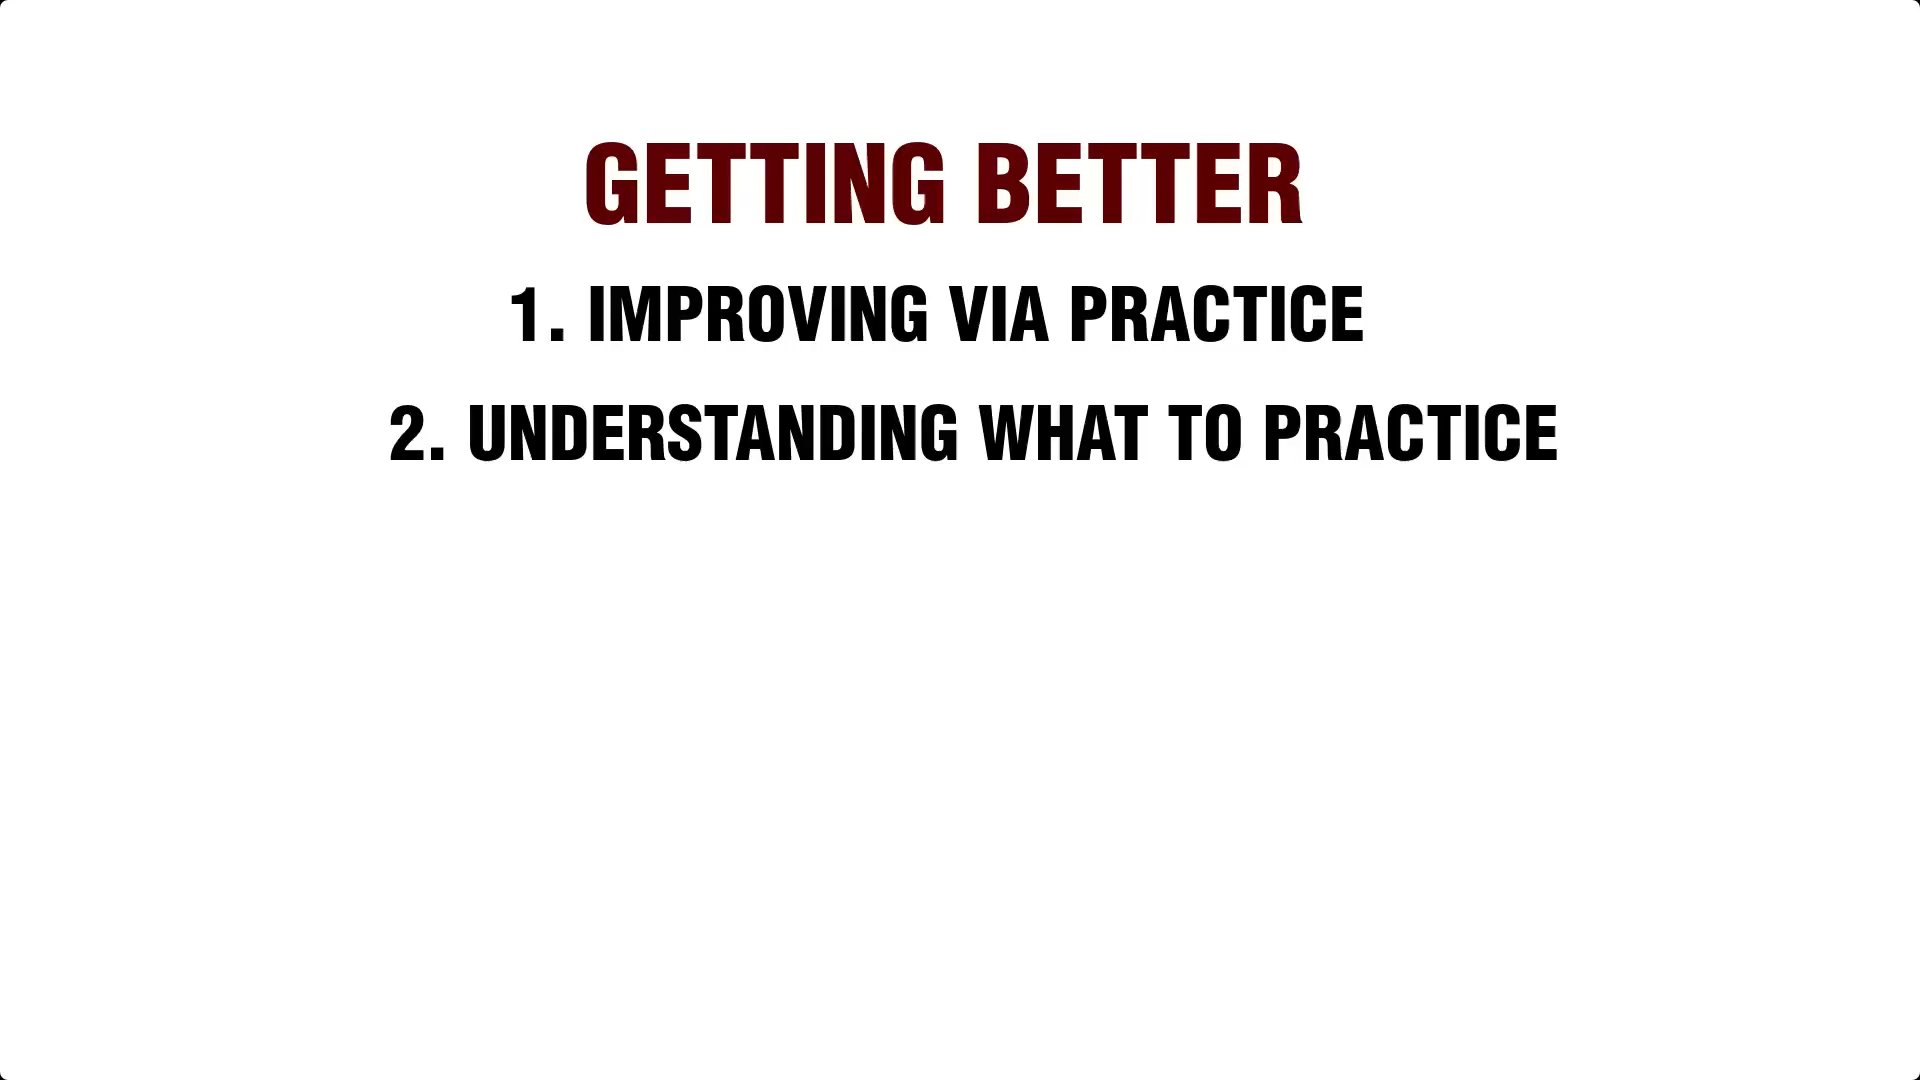 GETTING BETTER
1. IMPROVING VIA PRACTICE
2. UNDERSTANDING WHAT TO PRACTICE